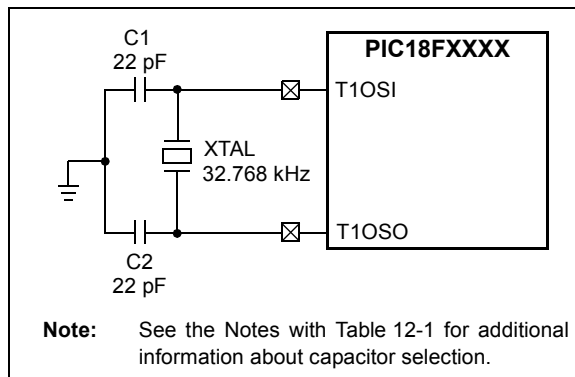 C1
22 pF
PIC18FXXXX
T1OSI
XTAL
32.768 kHz
T1OSO
C2
22 pF
Note: See the Notes with Table 12-1 for additional
information about capacitor selection.